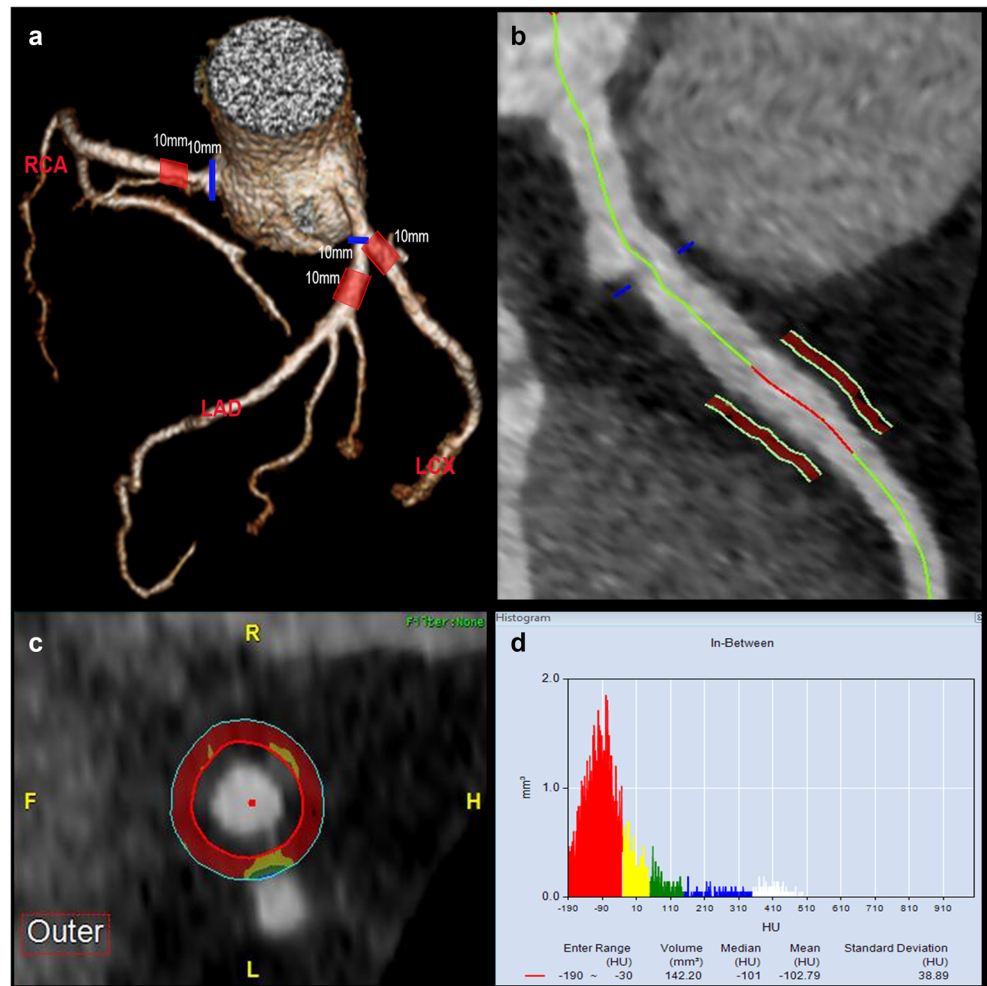 a
10mm 10mm
RCA
10mm
10mm
10mm
LAD
LCX
b
Filter:None
c
R
F
H
Outer
L
Histogram
d
In-Between
2.0
mm³
1.0
0.0
-190 -90 10 110 210 310 410 510 610 710 810 910
HU
Enter Range Volume Median Mean Standard Deviation
(HU) (mm³) (HU) (HU) (HU)
-190 ~ -30 142.20 -101 -102.79 38.89